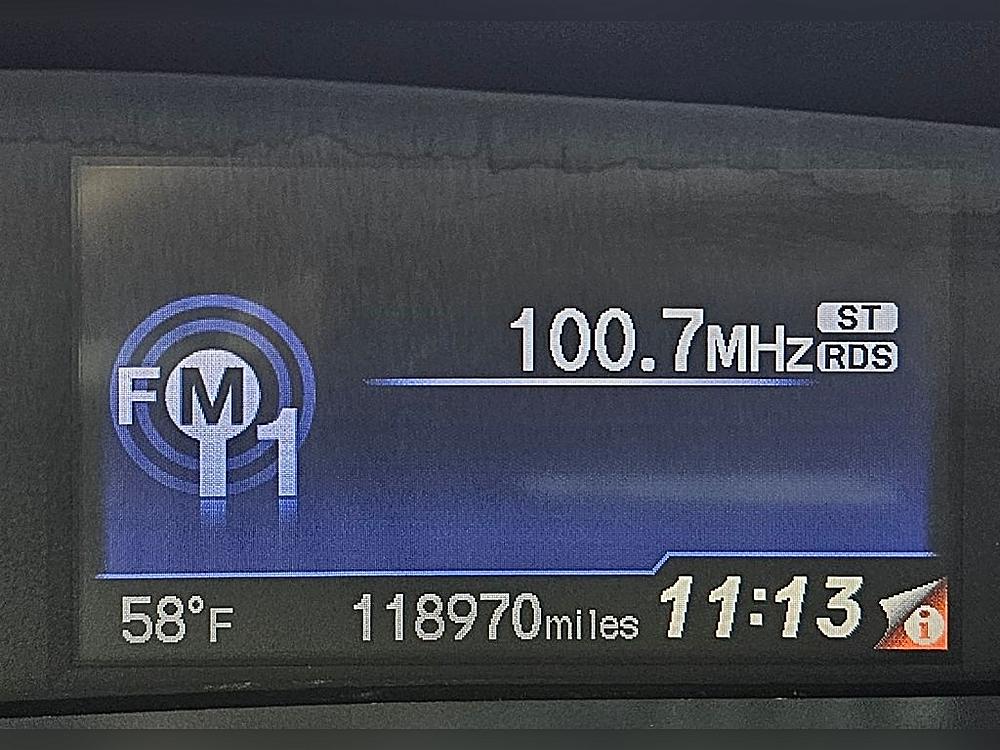 100.7MHz ST
RDS
FM
1
58°F 118970miles 11:13 i